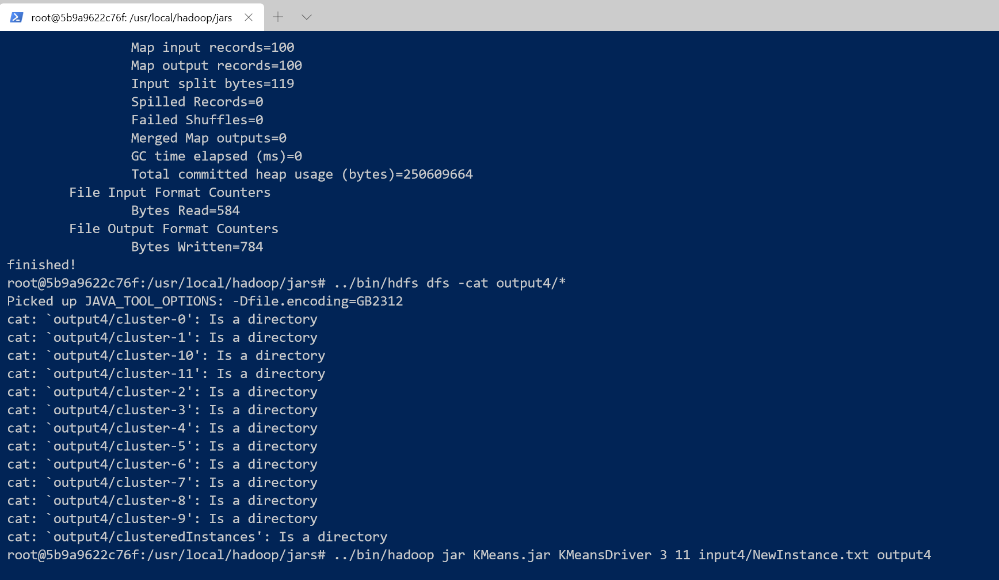 root@5b9a9622c76f: /usr/local/hadoop/jars
Map input records=100
Map output records=100
Input split bytes=119
Spilled Records=0
Failed Shuffles=0
Merged Map outputs=0
GC time elapsed (ms)=0
Total committed heap usage (bytes)=250609664
File Input Format Counters
Bytes Read=584
File Output Format Counters
Bytes Written=784
finished!
root@5b9a9622c76f:/usr/local/hadoop/jars# ../bin/hdfs dfs -cat output4/*
Picked up JAVA_TOOL_OPTIONS: -Dfile.encoding=GB2312
cat: `output4/cluster-0': Is a directory
cat: `output4/cluster-1': Is a directory
cat: `output4/cluster-10': Is a directory
cat: `output4/cluster-11': Is a directory
cat: `output4/cluster-2': Is a directory
cat: `output4/cluster-3': Is a directory
cat: `output4/cluster-4': Is a directory
cat: `output4/cluster-5': Is a directory
cat: `output4/cluster-6': Is a directory
cat: `output4/cluster-7': Is a directory
cat: `output4/cluster-8': Is a directory
cat: `output4/cluster-9': Is a directory
cat: `output4/clusteredInstances': Is a directory
root@5b9a9622c76f:/usr/local/hadoop/jars# ../bin/hadoop jar KMeans.jar KMeansDriver 3 11 input4/NewInstance.txt output4